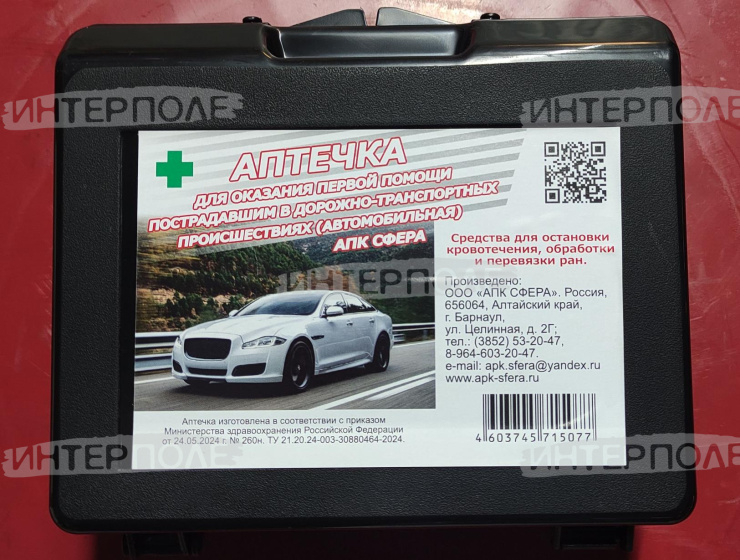 ИНТЕРПОЛЕ
ИНТЕРПОЛЕ
АПТЕЧКА
ДЛЯ ОКАЗАНИЯ ПЕРВОЙ ПОМОЩИ
ПОСТРАДАВШИМ В ДОРОЖНО-ТРАНСПОРТНЫХ
ПРОИСШЕСТВИЯХ (АВТОМОБИЛЬНАЯ)
АПК СФЕРА
Средства для остановки
кровотечения, обработки
и перевязки ран.
ИНТЕРПОЛЕ
Произведено:
ООО «АПК СФЕРА». Россия,
656064, Алтайский край,
г. Барнаул,
ул. Целинная, д. 2Г;
тел.: (3852) 53-20-47,
8-964-603-20-47.
e-mail: apk.sfera@yandex.ru
www.apk-sfera.ru
Аптечка изготовлена в соответствии с приказом
Министерства здравоохранения Российской Федерации
от 24.05.2024 г. № 260н. ТУ 21.20.24-003-30880464-2024.
4 603745 715077
ИНТЕРПОЛЕ
ИНТЕРПОЛЕ